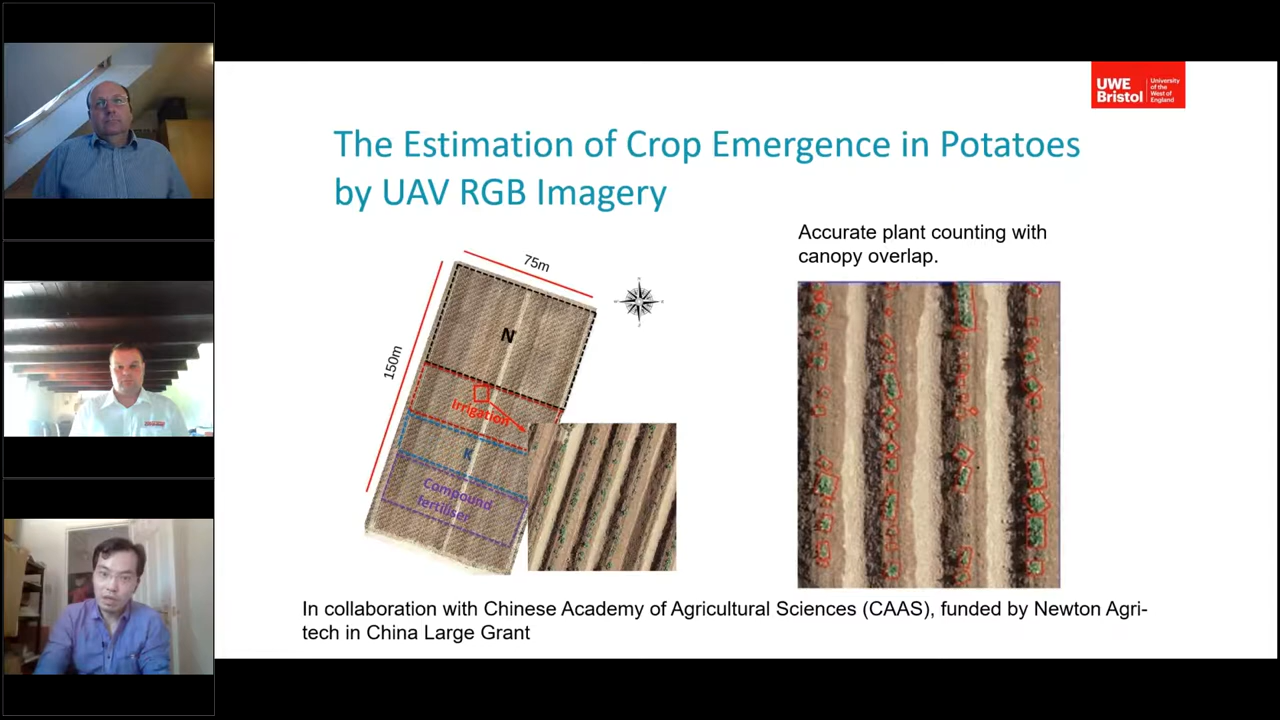 UWE
Bristol
University
of the
West of
England
The Estimation of Crop Emergence in Potatoes
by UAV RGB Imagery
Accurate plant counting with
canopy overlap.
75m
150m
N
Irrigation
K
Compound
fertiliser
In collaboration with Chinese Academy of Agricultural Sciences (CAAS), funded by Newton Agri-
tech in China Large Grant